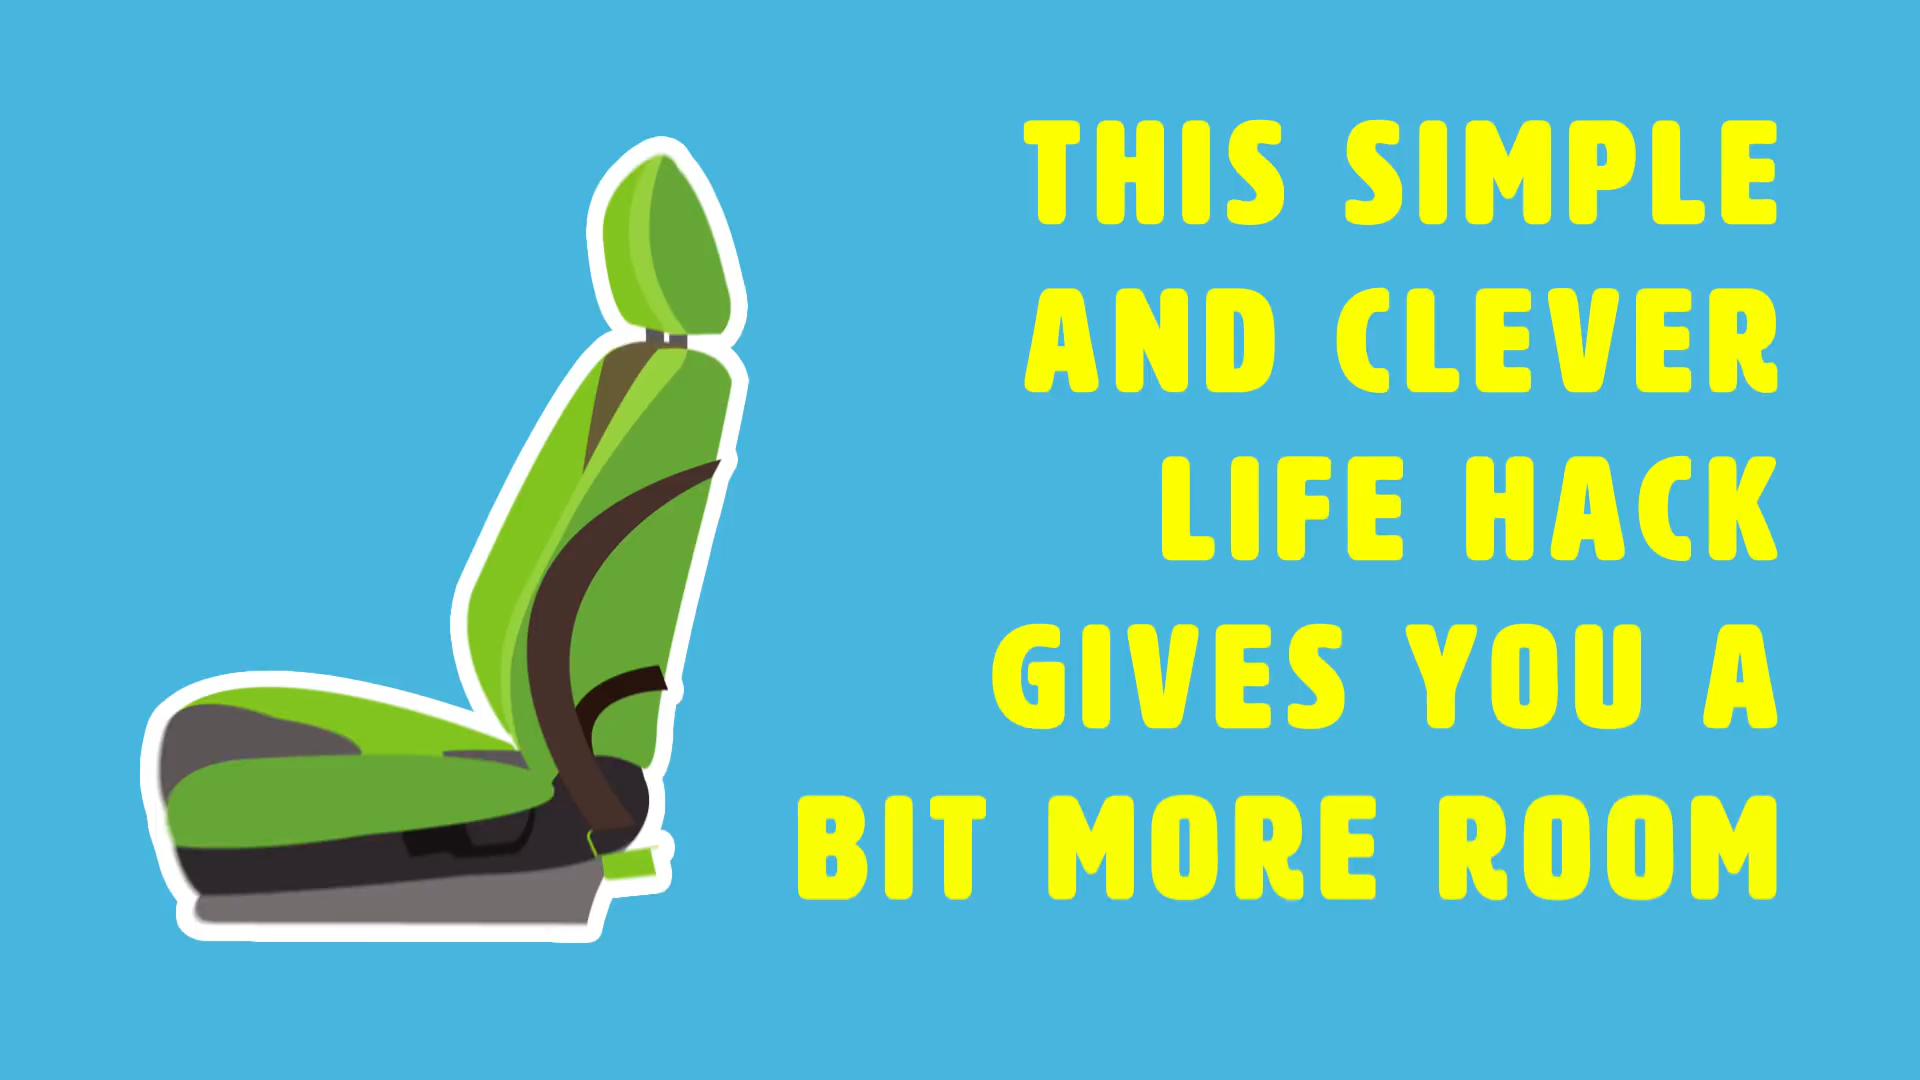 THIS SIMPLE
AND CLEVER
LIFE HACK
GIVES YOU A
BIT MORE ROOM